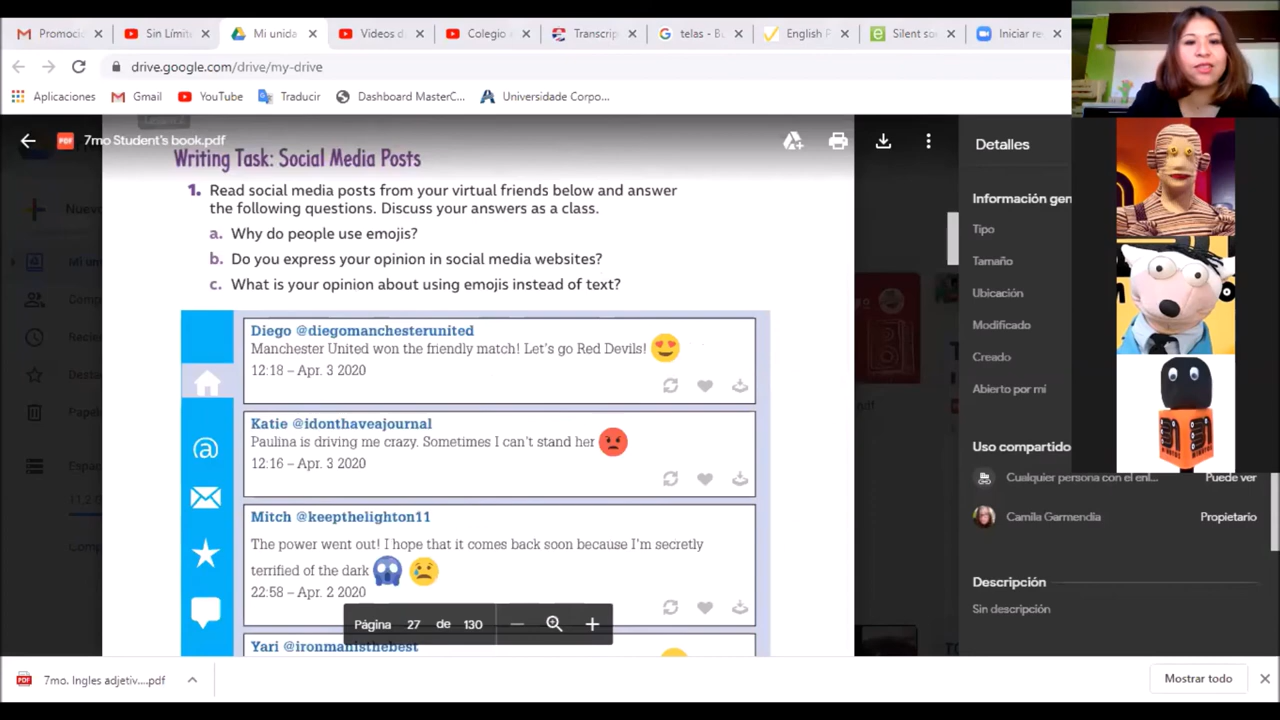 Promoci
Sin Límite
Mi unida
Videos d
Colegio
Transcrip
telas - Bu
English P
Silent so
Iniciar re
drive.google.com/drive/my-drive
Aplicaciones
Gmail
YouTube
Traducir
Dashboard MasterC...
Universidade Corpo...
7mo Student's book.pdf
Detalles
Writing Task: Social Media Posts
1. Read social media posts from your virtual friends below and answer
the following questions. Discuss your answers as a class.
a. Why do people use emojis?
b. Do you express your opinion in social media websites?
c. What is your opinion about using emojis instead of text?
Diego @diegomanchesterunited
Manchester United won the friendly match! Let's go Red Devils! 😍
12:18 – Apr. 3 2020
Katie @idonthaveajournal
Paulina is driving me crazy. Sometimes I can't stand her 😡
12:16 – Apr. 3 2020
Mitch @keepthelighton11
The power went out! I hope that it comes back soon because I'm secretly
terrified of the dark 😱 😢
22:58 – Apr. 2 2020
Yari @ironmanisthebest
Página 27 de 130
Nuevo
Mi un
Comp
Recie
Desta
Papel
Espac
Información gen
Tipo
Tamaño
Ubicación
Modificado
Creado
Abierto por mí
Uso compartido
Cualquier persona con el enl...
Puede ver
Camila Garmendia
Propietario
Descripción
Sin descripción
7mo. Ingles adjetiv....pdf
Mostrar todo